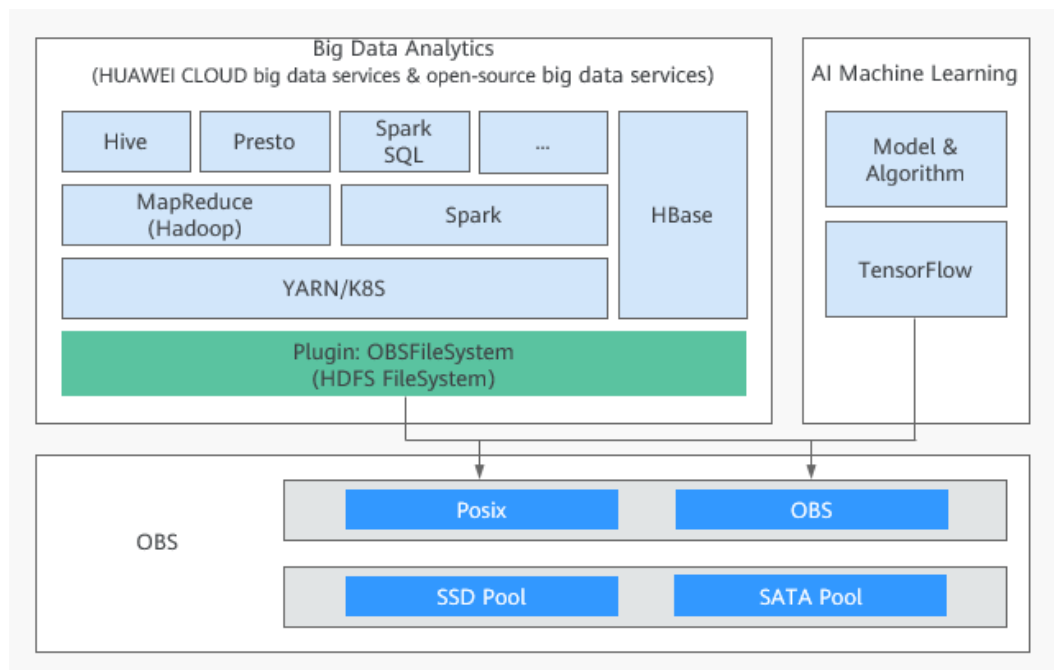 Big Data Analytics
(HUAWEI CLOUD big data services & open-source big data services)
Hive
Presto
Spark
SQL
...
MapReduce
(Hadoop)
Spark
HBase
YARN/K8S
Plugin: OBSFileSystem
(HDFS FileSystem)
AI Machine Learning
Model &
Algorithm
TensorFlow
OBS
Posix
OBS
SSD Pool
SATA Pool